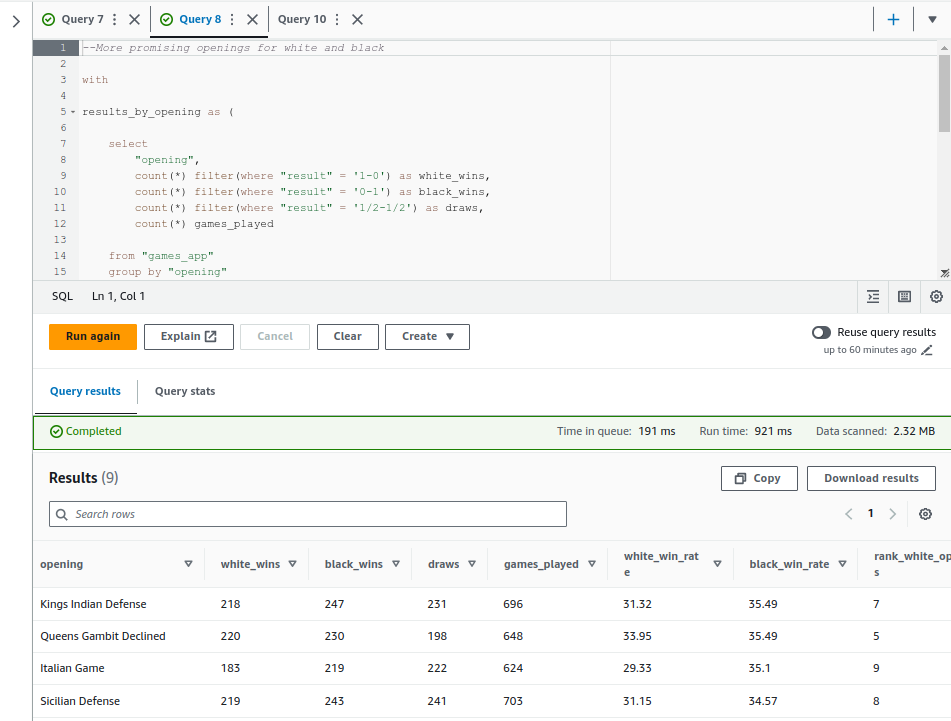 Query 7 Query 8 Query 10
1 --More promising openings for white and black
2
3 with
4
5 results_by_opening as (
6
7 select
8 "opening",
9 count(*) filter(where "result" = '1-0') as white_wins,
10 count(*) filter(where "result" = '0-1') as black_wins,
11 count(*) filter(where "result" = '1/2-1/2') as draws,
12 count(*) games_played
13
14 from "games_app"
15 group by "opening"
SQL Ln 1, Col 1
Run again Explain Cancel Clear Create Reuse query results
up to 60 minutes ago
Query results Query stats
Completed Time in queue: 191 ms Run time: 921 ms Data scanned: 2.32 MB
Results (9) Copy Download results
Search rows 1
opening white_wins black_wins draws games_played white_win_rat
e black_win_rate rank_white_op
s
Kings Indian Defense 218 247 231 696 31.32 35.49 7
Queens Gambit Declined 220 230 198 648 33.95 35.49 5
Italian Game 183 219 222 624 29.33 35.1 9
Sicilian Defense 219 243 241 703 31.15 34.57 8